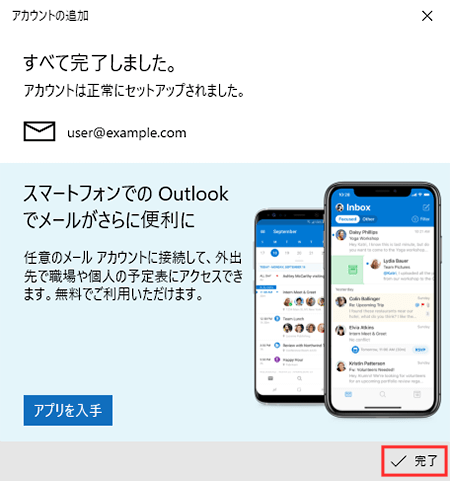 アカウントの追加
すべて完了しました。
アカウントは正常にセットアップされました。
user@example.com
スマートフォンでの Outlook
でメールがさらに便利に
任意のメール アカウントに接続して、外出
先で職場や個人の予定表にアクセスでき
ます。無料でご利用いただけます。
アプリを入手
September
Team Lunch
Happy Hour
Inbox
Focused Other Filter
Daisy Phillips
Yoga Workshop
Lydia Bauer
Team Pictures
Colin Ballinger
Re: Upcoming Trip
Elvia Atkins
Intern Meet & Greet
RSVP
Kristin Patterson
Fw: Volunteers Needed!
完了